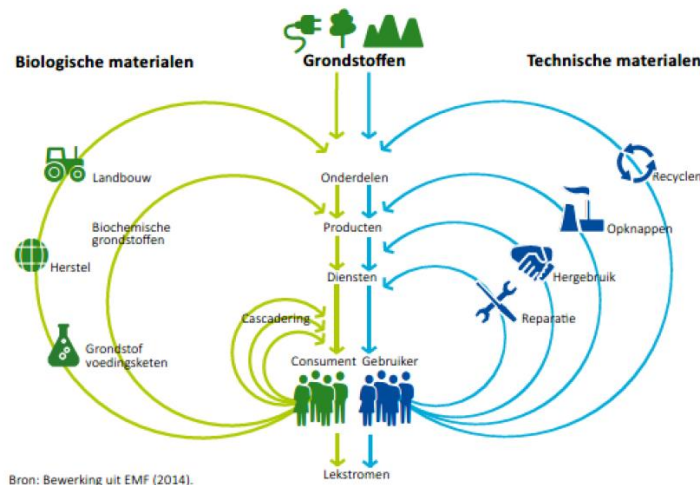 Biologische materialen
Grondstoffen
Technische materialen
Landbouw
Onderdelen
Recyclen
Biochemische
grondstoffen
Producten
Opknappen
Herstel
Diensten
Hergebruik
Cascadering
Reparatie
Grondstof
voedingsketen
Consument
Gebruiker
Lekstromen
Bron: Bewerking uit EMF (2014).